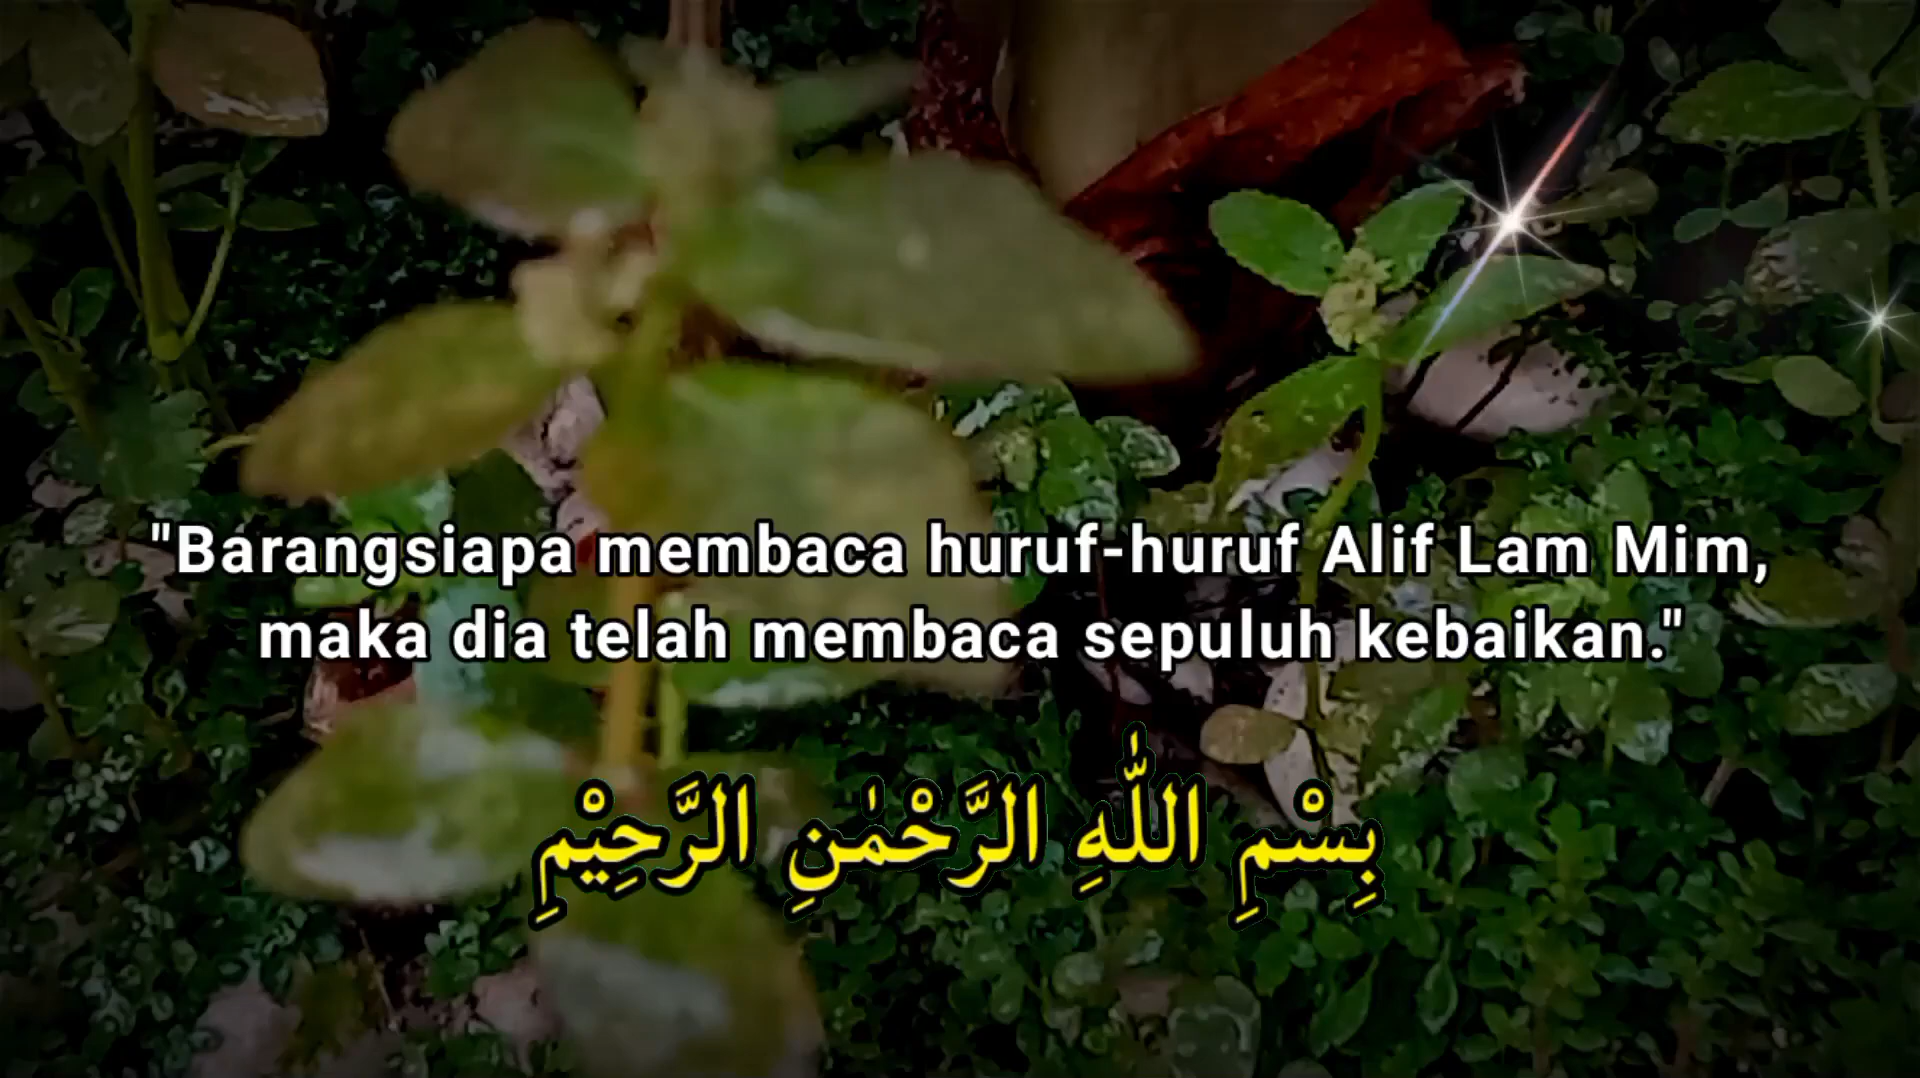 "Barangsiapa membaca huruf-huruf Alif Lam Mim,
maka dia telah membaca sepuluh kebaikan."
بِسْمِ اللّٰهِ الرَّحْمٰنِ الرَّحِيْمِ